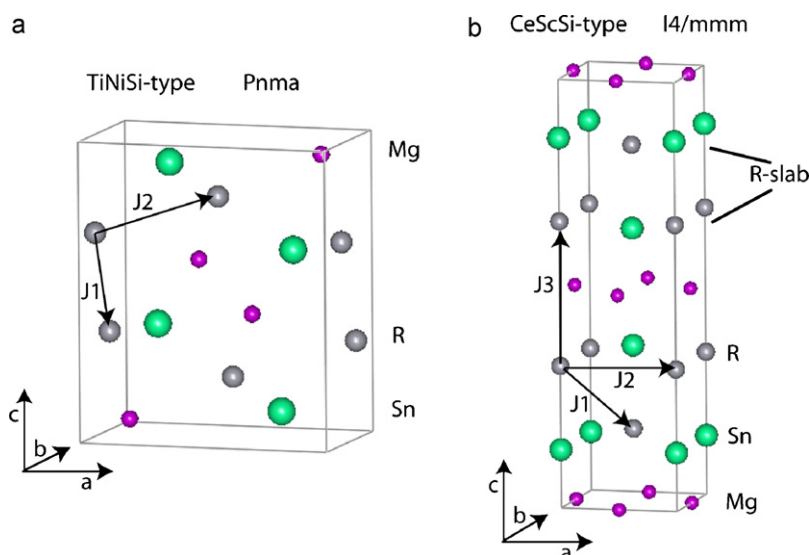 a
TiNiSi-type Pnma
Mg
J2
J1
R
Sn
c
b
a
b
CeScSi-type I4/mmm
R-slab
J3
R
J2
J1
Sn
Mg
c
b
a